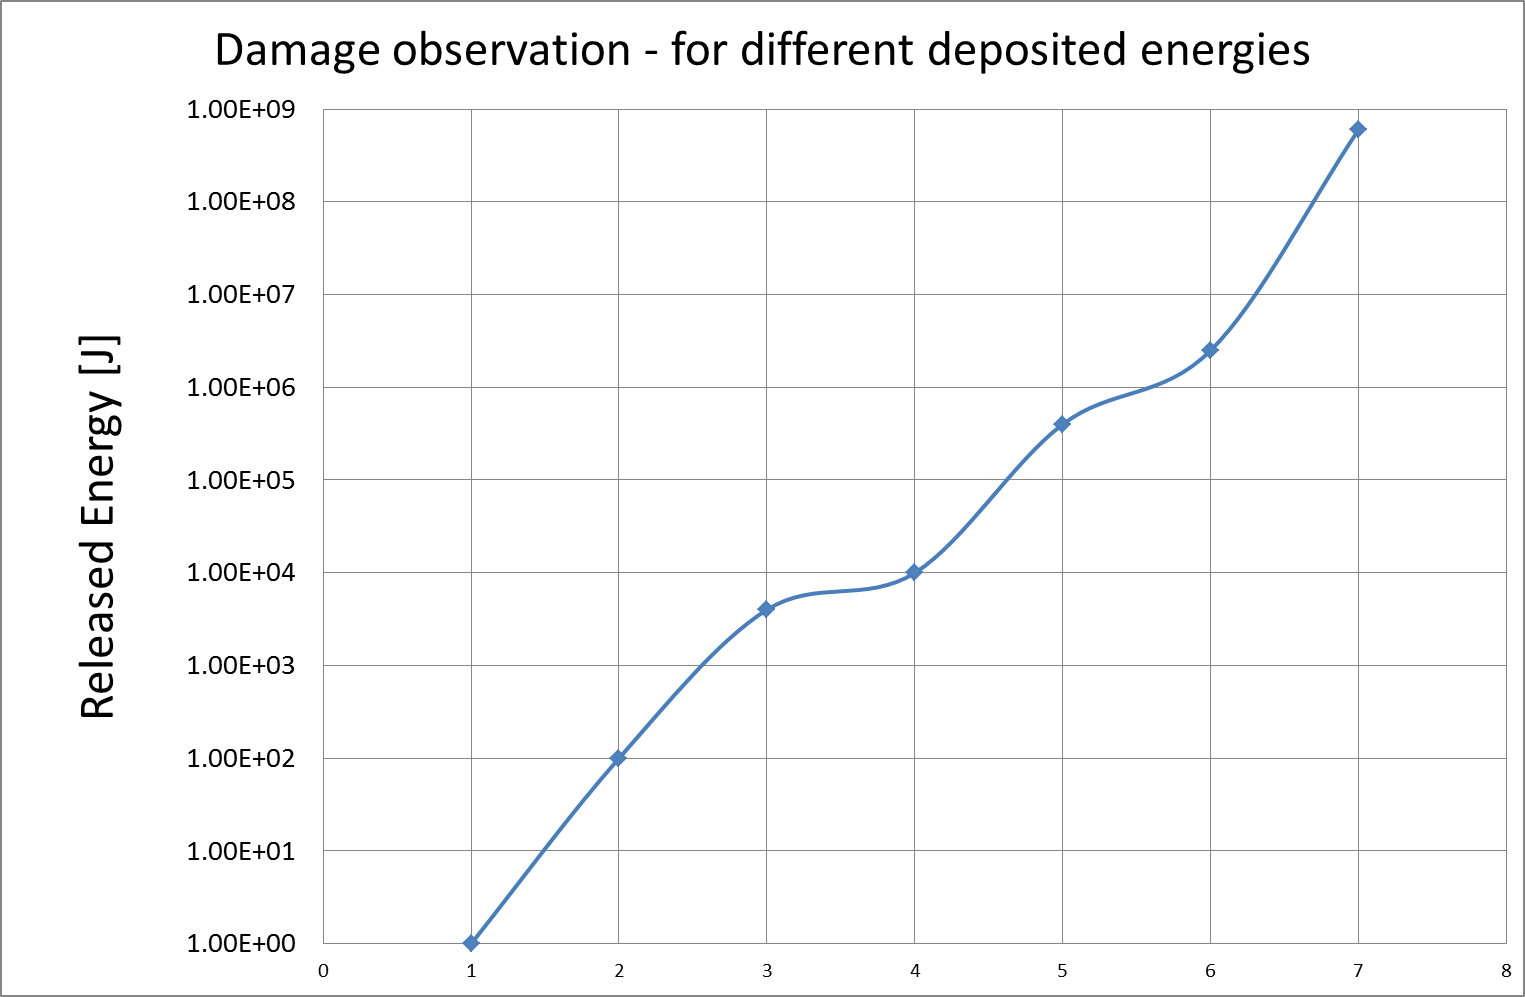 Damage observation - for different deposited energies
1.00E+09
1.00E+08
1.00E+07
1.00E+06
1.00E+05
1.00E+04
1.00E+03
1.00E+02
1.00E+01
1.00E+00
Released Energy [J]
0 1 2 3 4 5 6 7 8